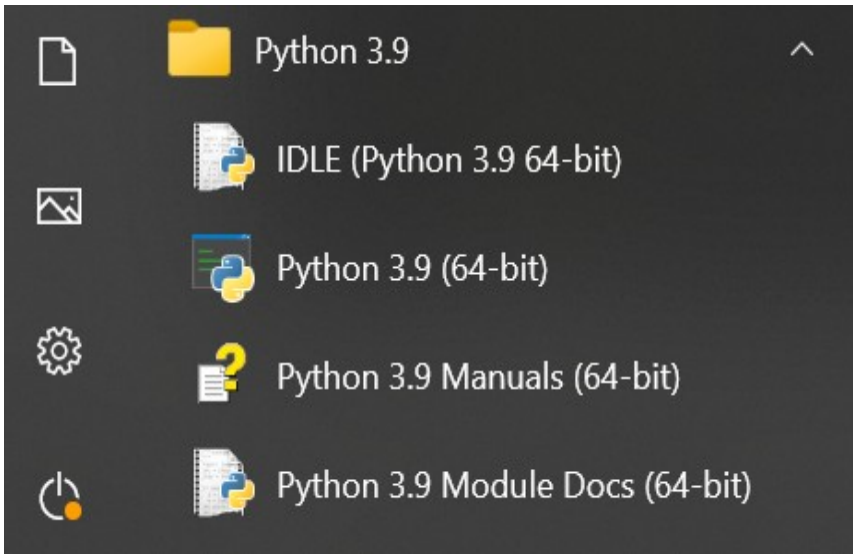 Python 3.9
IDLE (Python 3.9 64-bit)
Python 3.9 (64-bit)
Python 3.9 Manuals (64-bit)
Python 3.9 Module Docs (64-bit)